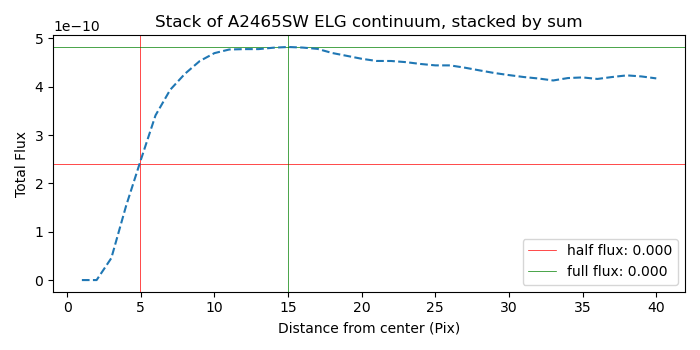 Stack of A2465SW ELG continuum, stacked by sum
1e−10
5
4
3
2
1
0
Total Flux
half flux: 0.000
full flux: 0.000
0 5 10 15 20 25 30 35 40
Distance from center (Pix)